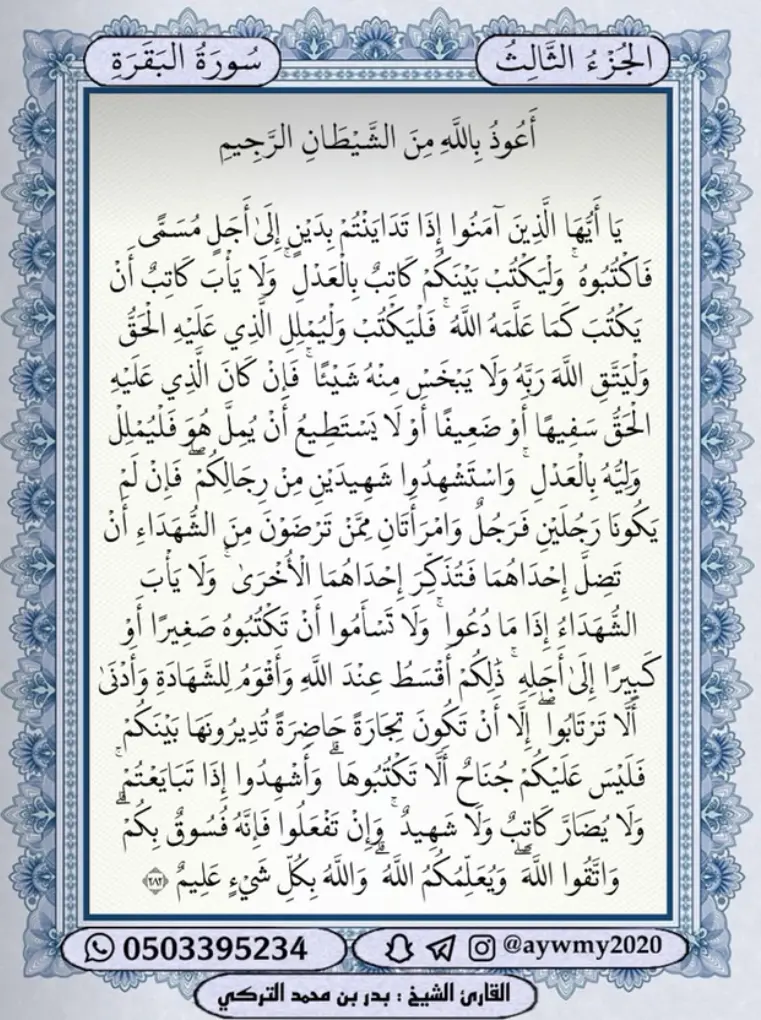 الجُزْءُ الثَّالِثُ
سُورَةُ البَقَرَةِ
أَعُوذُ بِاللَّهِ مِنَ الشَّيْطَانِ الرَّجِيمِ
يَا أَيُّهَا الَّذِينَ آمَنُوا إِذَا تَدَايَنْتُمْ بِدَيْنٍ إِلَىٰ أَجَلٍ مُسَمًّى
فَاكْتُبُوهُ ۚ وَلْيَكْتُبْ بَيْنَكُمْ كَاتِبٌ بِالْعَدْلِ ۚ وَلَا يَأْبَ كَاتِبٌ أَنْ
يَكْتُبَ كَمَا عَلَّمَهُ اللَّهُ ۚ فَلْيَكْتُبْ وَلْيُمْلِلِ الَّذِي عَلَيْهِ الْحَقُّ
وَلْيَتَّقِ اللَّهَ رَبَّهُ وَلَا يَبْخَسْ مِنْهُ شَيْئًا ۚ فَإِنْ كَانَ الَّذِي عَلَيْهِ
الْحَقُّ سَفِيهًا أَوْ ضَعِيفًا أَوْ لَا يَسْتَطِيعُ أَنْ يُمِلَّ هُوَ فَلْيُمْلِلْ
وَلِيُّهُ بِالْعَدْلِ ۚ وَاسْتَشْهِدُوا شَهِيدَيْنِ مِنْ رِجَالِكُمْ ۖ فَإِنْ لَمْ
يَكُونَا رَجُلَيْنِ فَرَجُلٌ وَامْرَأَتَانِ مِمَّنْ تَرْضَوْنَ مِنَ الشُّهَدَاءِ أَنْ
تَضِلَّ إِحْدَاهُمَا فَتُذَكِّرَ إِحْدَاهُمَا الْأُخْرَىٰ ۚ وَلَا يَأْبَ
الشُّهَدَاءُ إِذَا مَا دُعُوا ۚ وَلَا تَسْأَمُوا أَنْ تَكْتُبُوهُ صَغِيرًا أَوْ
كَبِيرًا إِلَىٰ أَجَلِهِ ۚ ذَٰلِكُمْ أَقْسَطُ عِنْدَ اللَّهِ وَأَقْوَمُ لِلشَّهَادَةِ وَأَدْنَىٰ
أَلَّا تَرْتَابُوا ۖ إِلَّا أَنْ تَكُونَ تِجَارَةً حَاضِرَةً تُدِيرُونَهَا بَيْنَكُمْ
فَلَيْسَ عَلَيْكُمْ جُنَاحٌ أَلَّا تَكْتُبُوهَا ۗ وَأَشْهِدُوا إِذَا تَبَايَعْتُمْ ۚ
وَلَا يُضَارَّ كَاتِبٌ وَلَا شَهِيدٌ ۚ وَإِنْ تَفْعَلُوا فَإِنَّهُ فُسُوقٌ بِكُمْ ۗ
وَاتَّقُوا اللَّهَ ۖ وَيُعَلِّمُكُمُ اللَّهُ ۗ وَاللَّهُ بِكُلِّ شَيْءٍ عَلِيمٌ ﴿٢٨٢﴾
@aywmy2020
0503395234
القارئ الشيخ : بدر بن محمد التركي